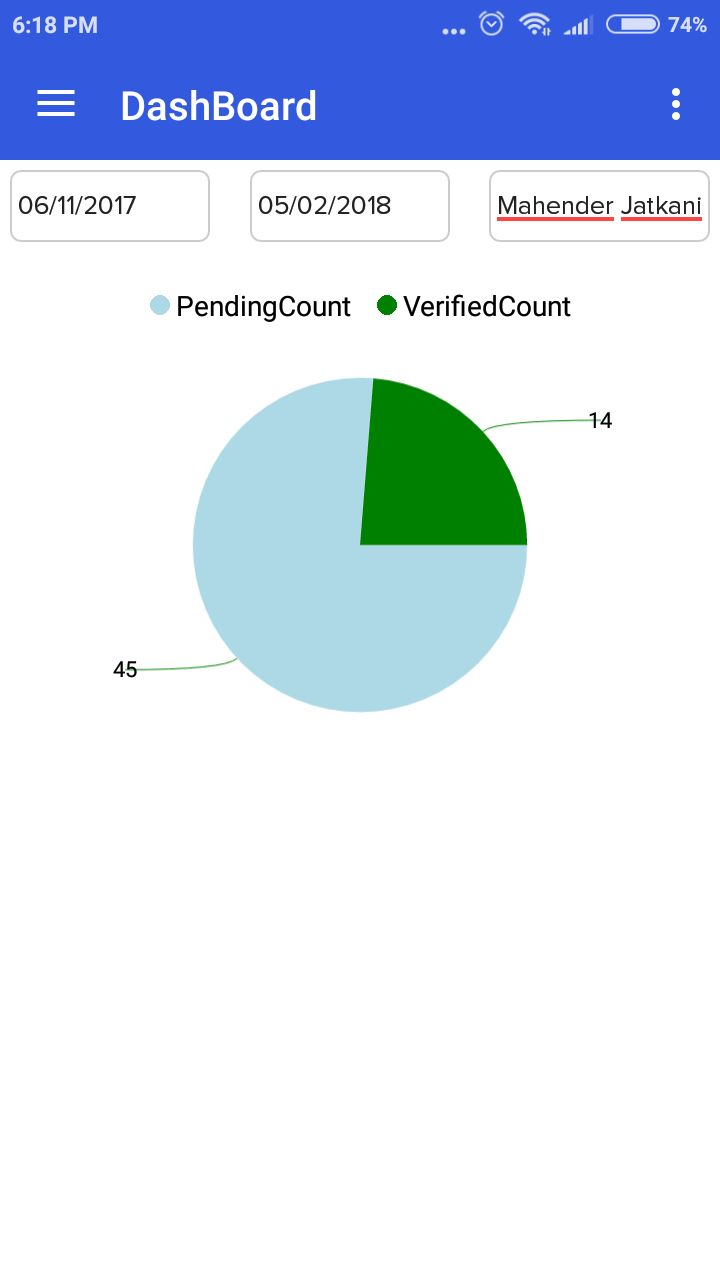 6:18 PM 74%
DashBoard
06/11/2017 05/02/2018 Mahender Jatkani
PendingCount VerifiedCount
14
45